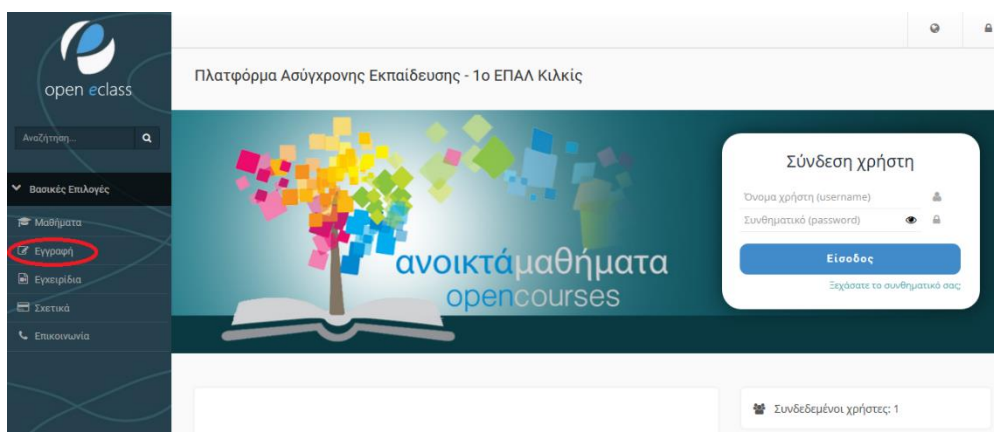 open eclass
Αναζήτηση...
Βασικές Επιλογές
Μαθήματα
Εγγραφή
Εγχειρίδια
Σχετικά
Επικοινωνία
Πλατφόρμα Ασύγχρονης Εκπαίδευσης - 1ο ΕΠΑΛ Κιλκίς
ανοικτάμαθήματα
opencourses
Σύνδεση χρήστη
Όνομα χρήστη (username)
Συνθηματικό (password)
Είσοδος
Ξεχάσατε το συνθηματικό σας;
Συνδεδεμένοι χρήστες: 1